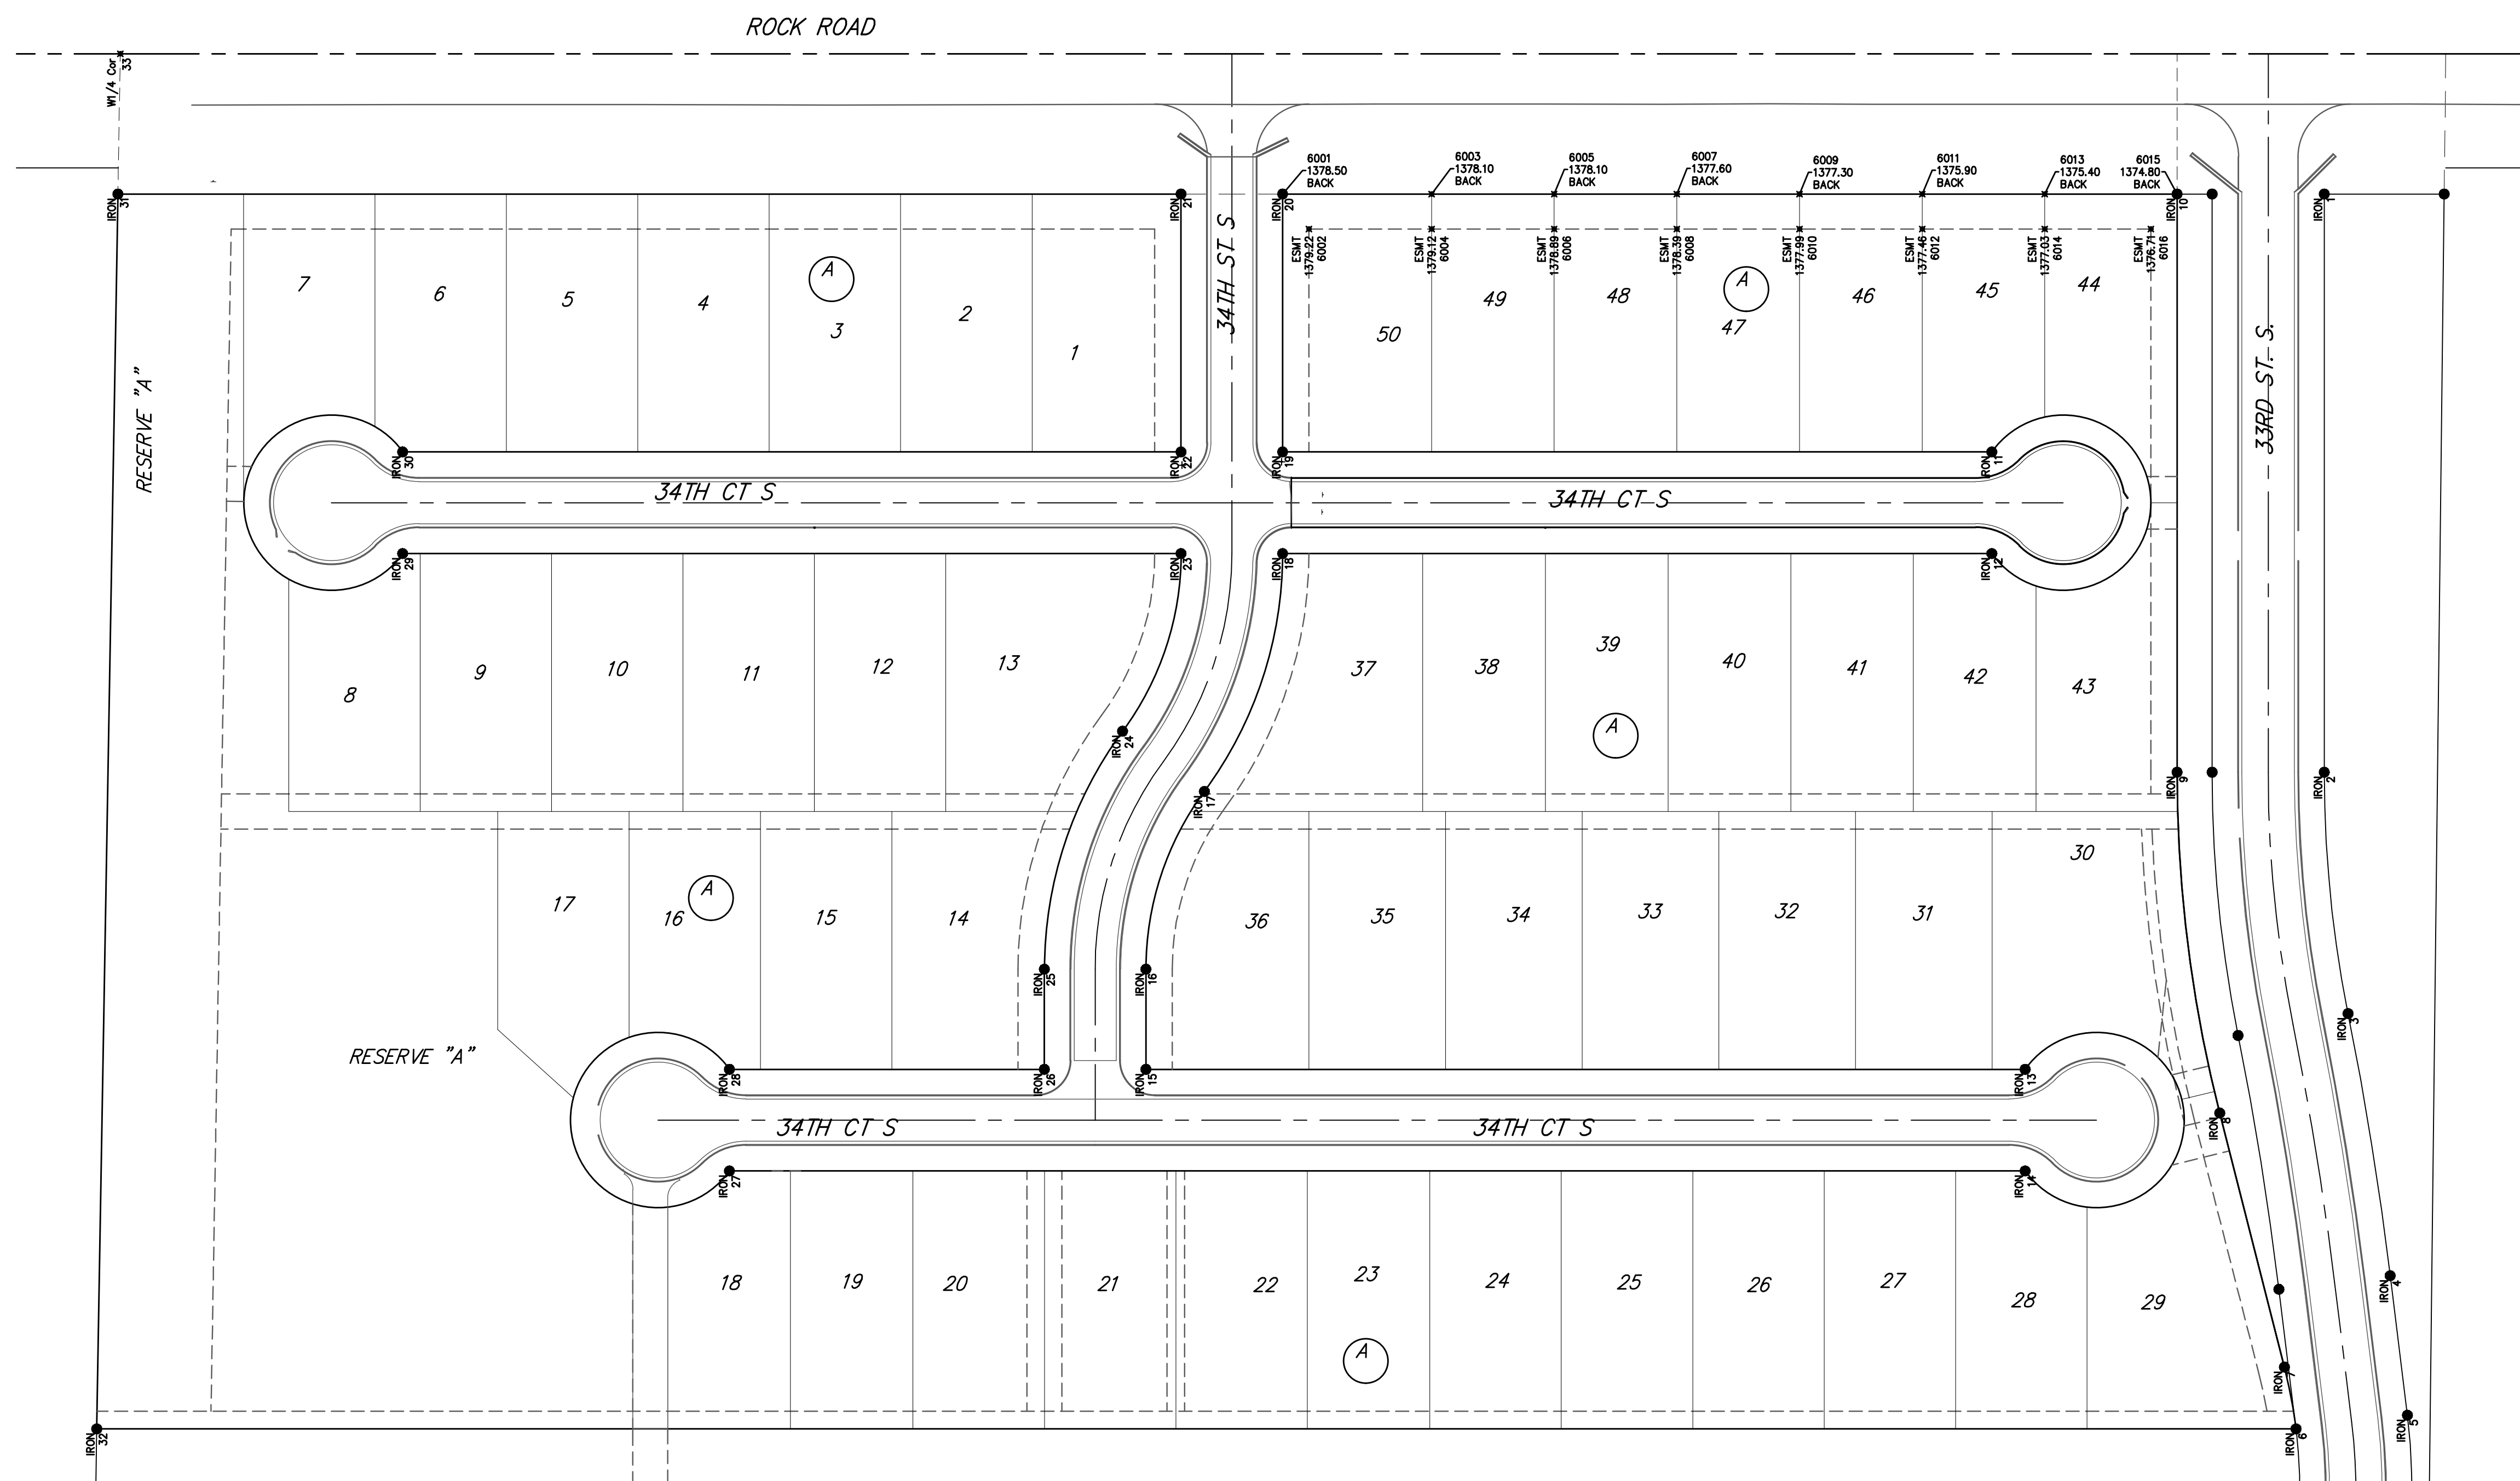 ROCK ROAD
W1/4 Cor
33
6001
1378.50
BACK
6003
1378.10
BACK
6005
1378.10
BACK
6007
1377.60
BACK
6009
1377.30
BACK
6011
1375.90
BACK
6013
1375.40
BACK
6015
1374.80
BACK
IRON
31
IRON
21
IRON
20
IRON
10
IRON
1
ESMT
1379.22
6002
ESMT
1379.12
6004
ESMT
1378.89
6006
ESMT
1378.39
6008
ESMT
1377.99
6010
ESMT
1377.46
6012
ESMT
1377.03
6014
ESMT
1376.71
6016
34TH ST S
33RD ST. S.
RESERVE "A"
7
6
5
4
A
3
2
1
50
49
48
A
47
46
45
44
IRON
30
IRON
22
IRON
19
IRON
11
34TH CT S
34TH CT S
IRON
29
IRON
23
IRON
18
IRON
12
8
9
10
11
12
13
37
38
39
40
41
42
43
A
IRON
24
IRON
17
IRON
9
IRON
2
17
16
A
15
14
36
35
34
33
32
31
30
IRON
25
IRON
16
IRON
3
RESERVE "A"
IRON
28
IRON
26
IRON
15
IRON
13
IRON
8
34TH CT S
34TH CT S
IRON
27
IRON
14
18
19
20
21
22
23
24
25
26
27
28
29
A
IRON
4
IRON
7
IRON
5
IRON
32
IRON
6